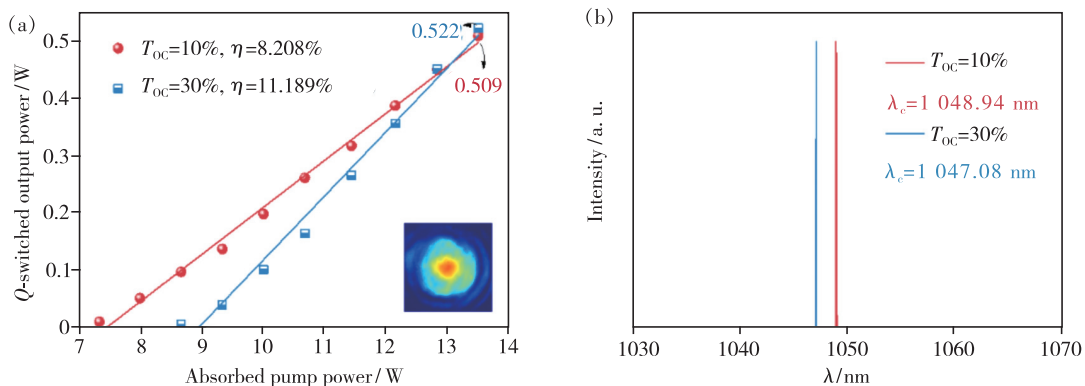 (a)
0.5
0.4
0.3
0.2
0.1
0
Q-switched output power / W
T_OC=10%, η=8.208%
T_OC=30%, η=11.189%
0.522
0.509
7 8 9 10 11 12 13 14
Absorbed pump power / W
(b)
Intensity / a. u.
T_OC=10%
λ_c=1 048.94 nm
T_OC=30%
λ_c=1 047.08 nm
1030 1040 1050 1060 1070
λ/nm